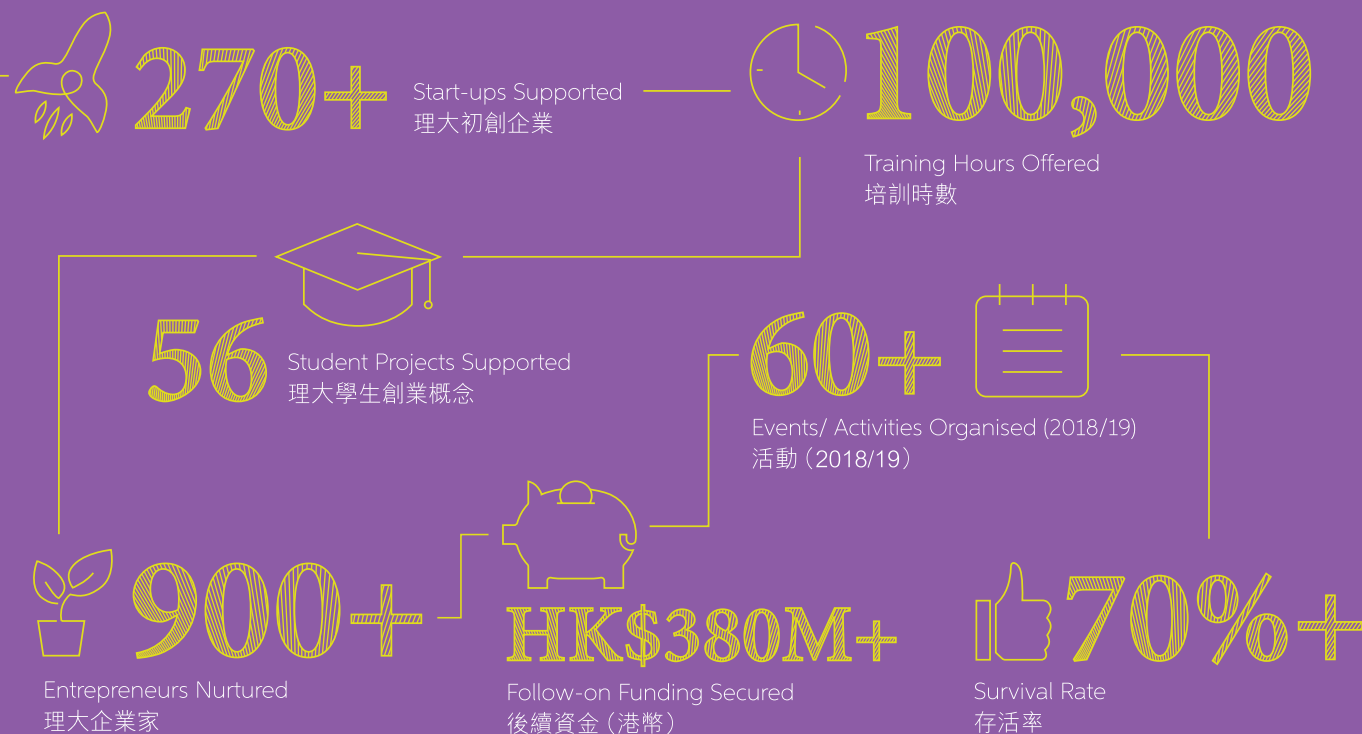 270+
Start-ups Supported
理大初創企業
100,000
Training Hours Offered
培訓時數
56
Student Projects Supported
理大學生創業概念
60+
Events/ Activities Organised (2018/19)
活動（2018/19）
900+
Entrepreneurs Nurtured
理大企業家
HK$380M+
Follow-on Funding Secured
後續資金（港幣）
70%+
Survival Rate
存活率